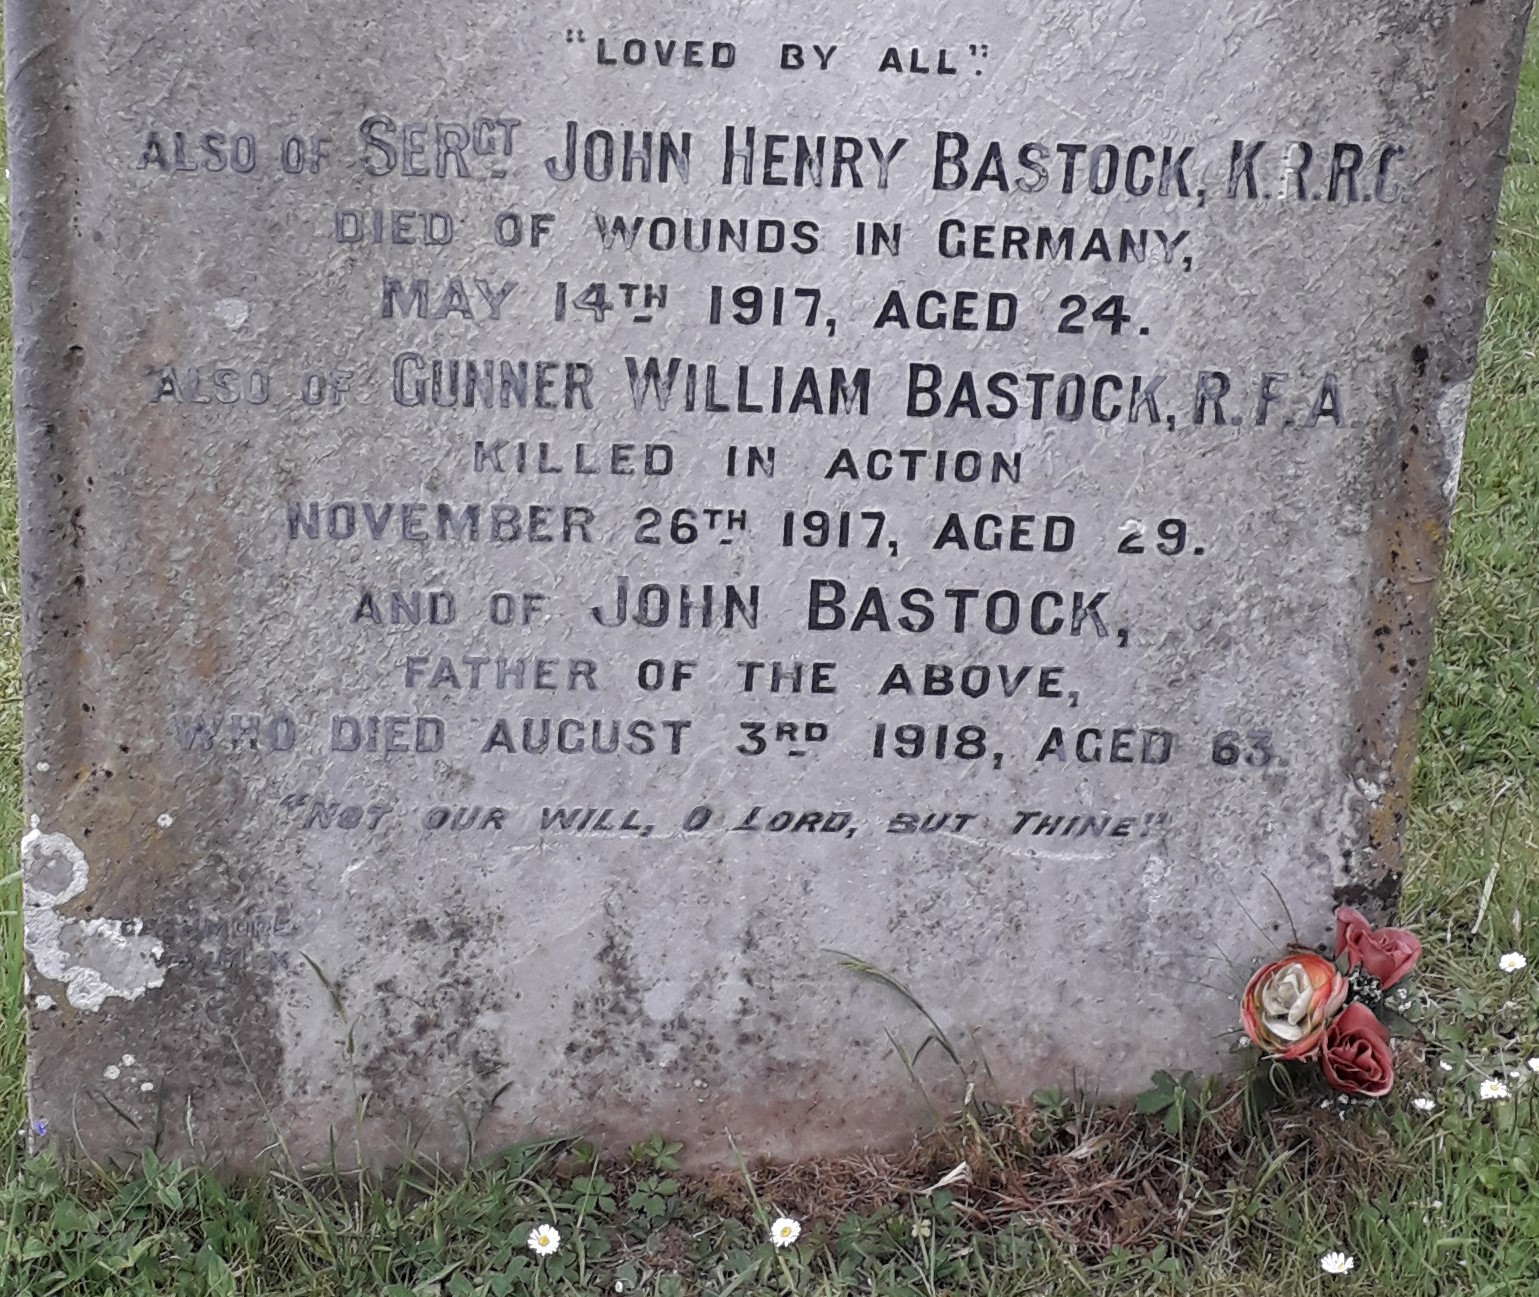 "LOVED BY ALL".
ALSO OF SERGT JOHN HENRY BASTOCK, K.R.R.C.
DIED OF WOUNDS IN GERMANY,
MAY 14TH 1917, AGED 24.
ALSO OF GUNNER WILLIAM BASTOCK, R.F.A.
KILLED IN ACTION
NOVEMBER 26TH 1917, AGED 29.
AND OF JOHN BASTOCK,
FATHER OF THE ABOVE,
WHO DIED AUGUST 3RD 1918, AGED 63.
"NOT OUR WILL, O LORD, BUT THINE."